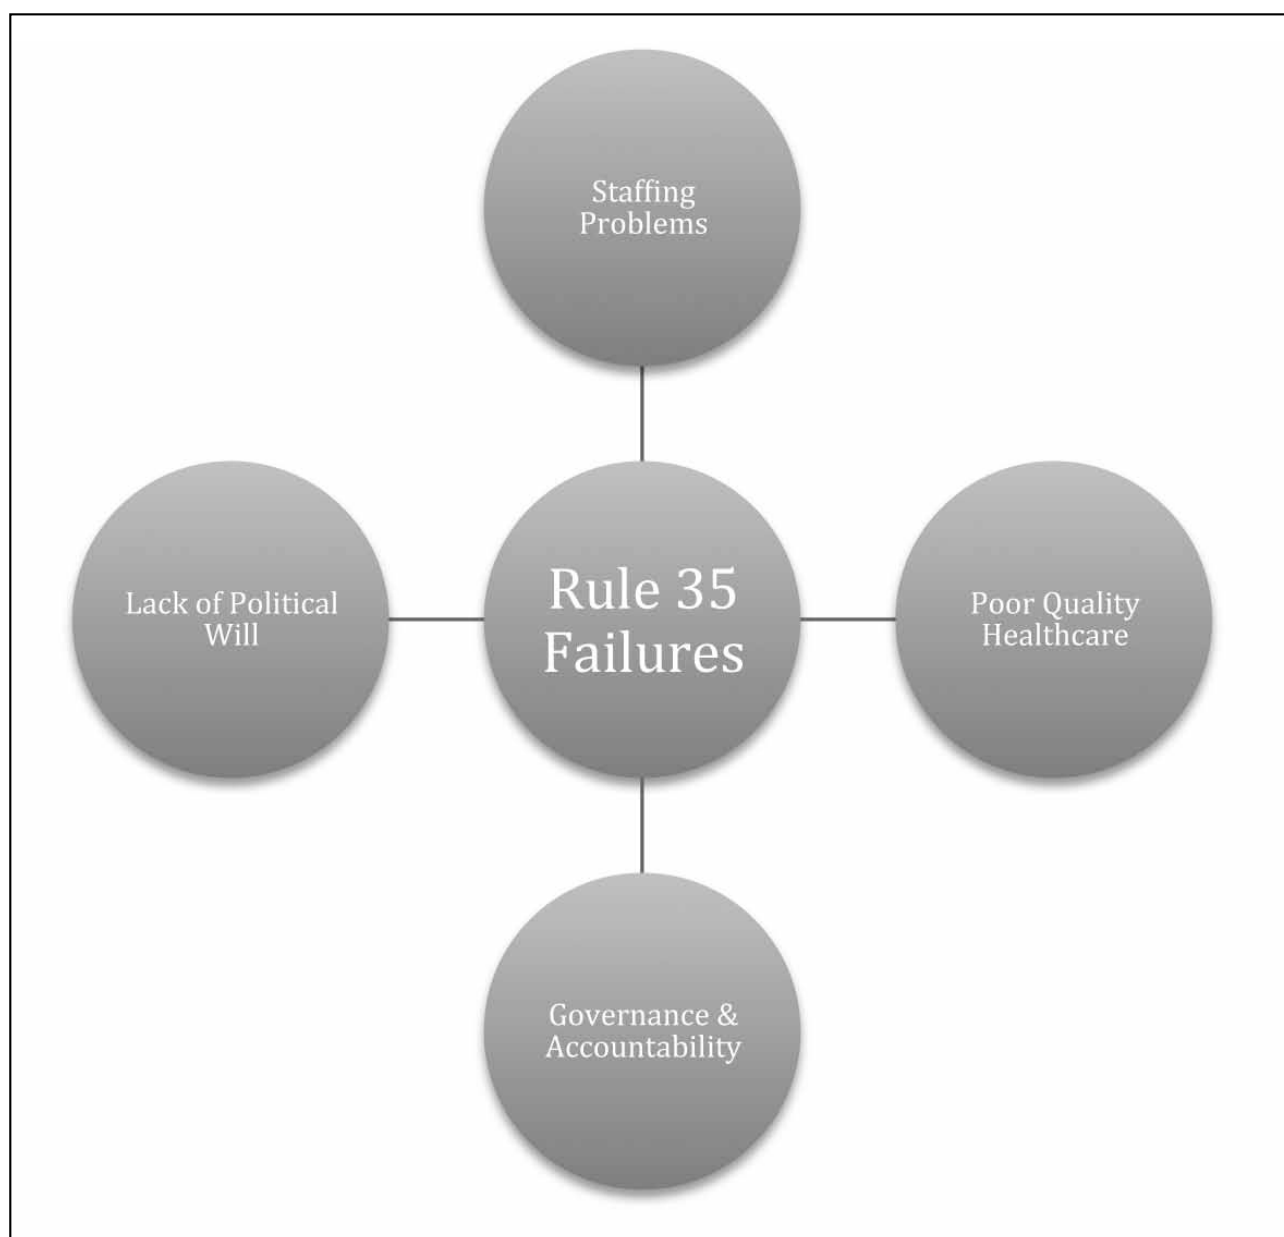 Staffing
Problems
Lack of Political
Will
Rule 35
Failures
Poor Quality
Healthcare
Governance &
Accountability